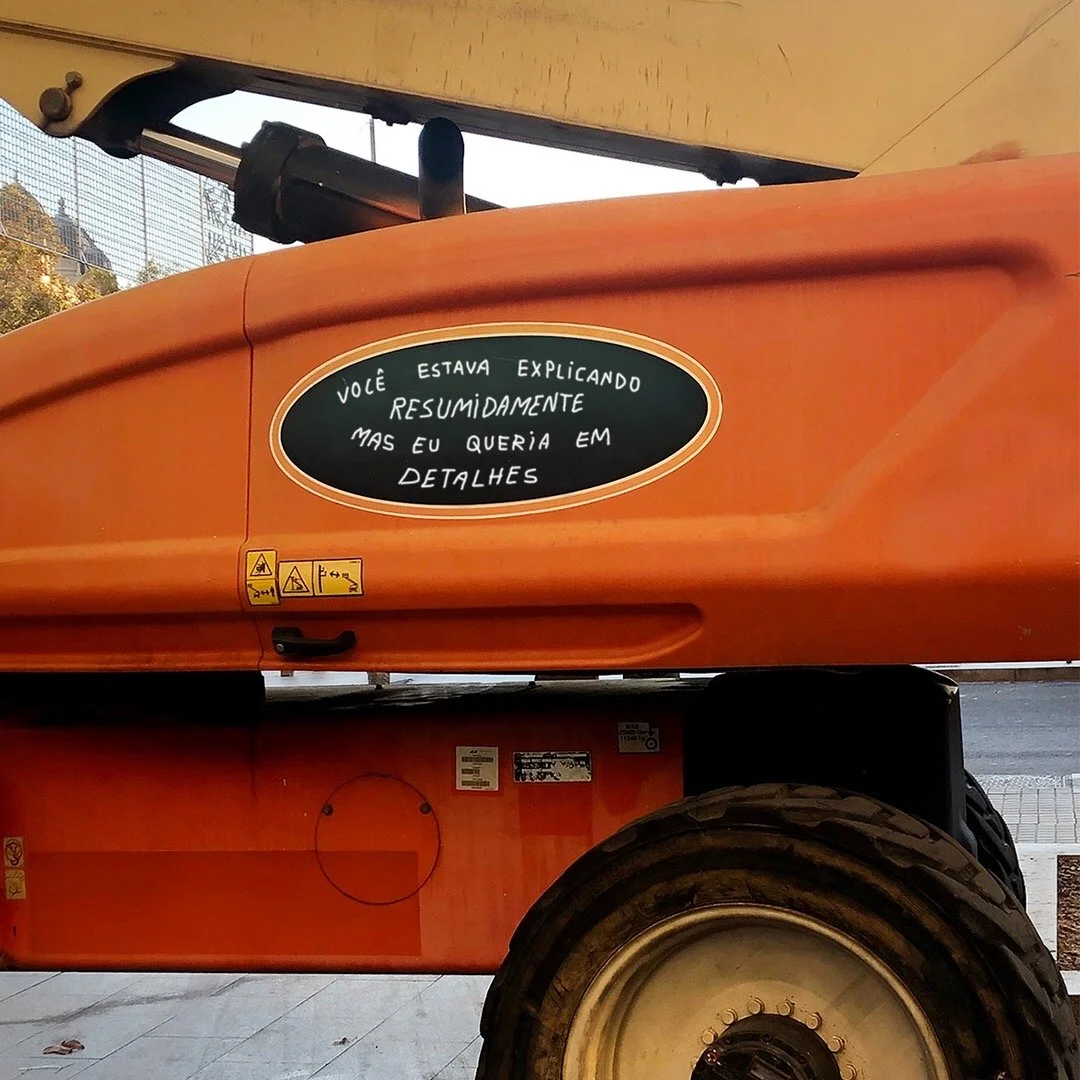 VOCÊ ESTAVA EXPLICANDO
RESUMIDAMENTE
MAS EU QUERIA EM
DETALHES